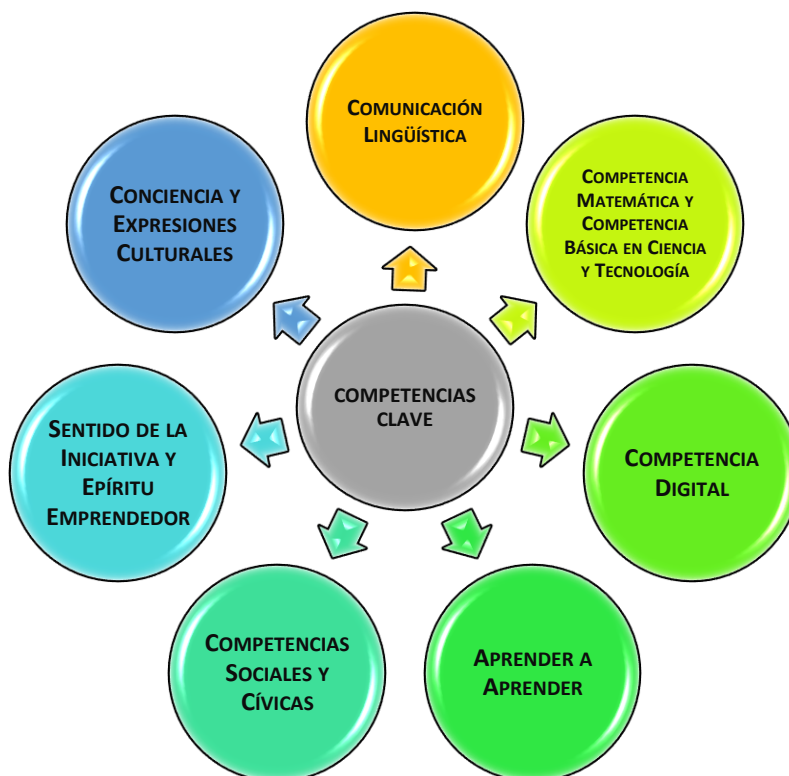 COMUNICACIÓN
LINGÜÍSTICA
COMPETENCIA
MATEMÁTICA Y
COMPETENCIA
BÁSICA EN CIENCIA
Y TECNOLOGÍA
COMPETENCIA
DIGITAL
APRENDER A
APRENDER
COMPETENCIAS
SOCIALES Y
CÍVICAS
SENTIDO DE LA
INICIATIVA Y
EPÍRITU
EMPRENDEDOR
CONCIENCIA Y
EXPRESIONES
CULTURALES
COMPETENCIAS
CLAVE